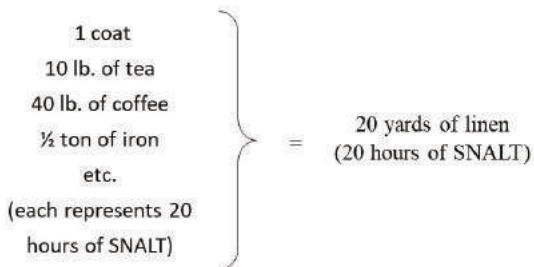 1 coat
10 lb. of tea
40 lb. of coffee
½ ton of iron
etc.
(each represents 20
hours of SNALT)
=
20 yards of linen
(20 hours of SNALT)